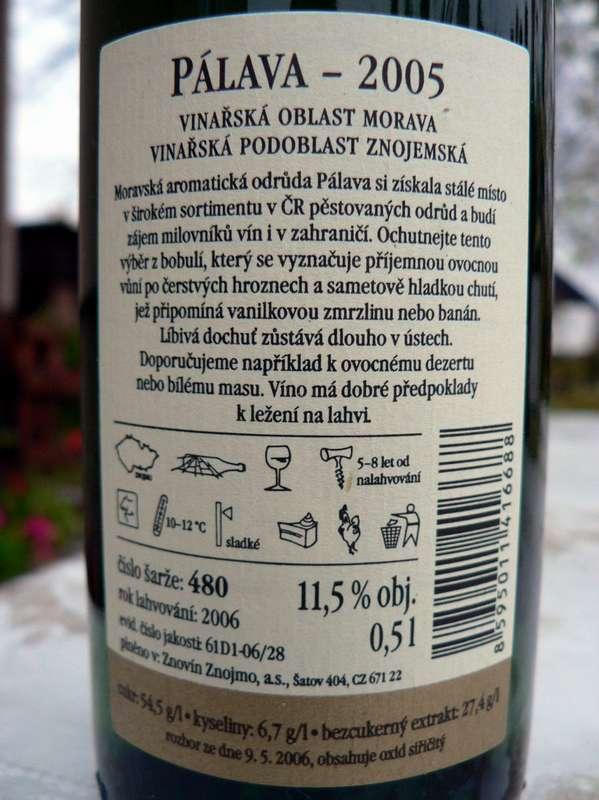 PÁLAVA – 2005
VINAŘSKÁ OBLAST MORAVA
VINAŘSKÁ PODOBLAST ZNOJEMSKÁ
Moravská aromatická odrůda Pálava si získala stálé místo
v širokém sortimentu v ČR pěstovaných odrůd a budí
zájem milovníků vín i v zahraničí. Ochutnejte tento
výběr z bobulí, který se vyznačuje příjemnou ovocnou
vůní po čerstvých hroznech a sametově hladkou chutí,
jež připomíná vanilkovou zmrzlinu nebo banán.
Líbivá dochuť zůstává dlouho v ústech.
Doporučujeme například k ovocnému dezertu
nebo bílému masu. Víno má dobré předpoklady
k ležení na lahvi.
5–8 let od
nalahvování
10–12 °C
sladké
číslo šarže: 480
rok lahvování: 2006
evid. číslo jakosti: 61D1-06/28
plněno v: Znovín Znojmo, a.s., Šatov 404, CZ 671 22
11,5 % obj.
0,5 l
8595011416688
cukr: 54,5 g/l • kyseliny: 6,7 g/l • bezcukerný extrakt: 27,4 g/l
rozbor ze dne 9. 5. 2006, obsahuje oxid siřičitý